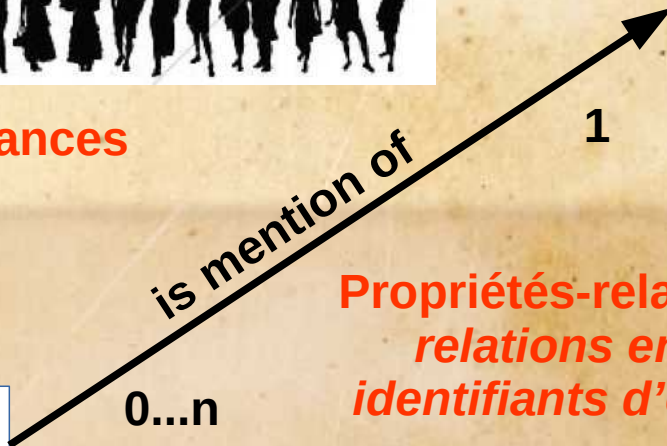 ances
1
is mention of
Propriétés-rela
relations en
identifiants d’
0...n